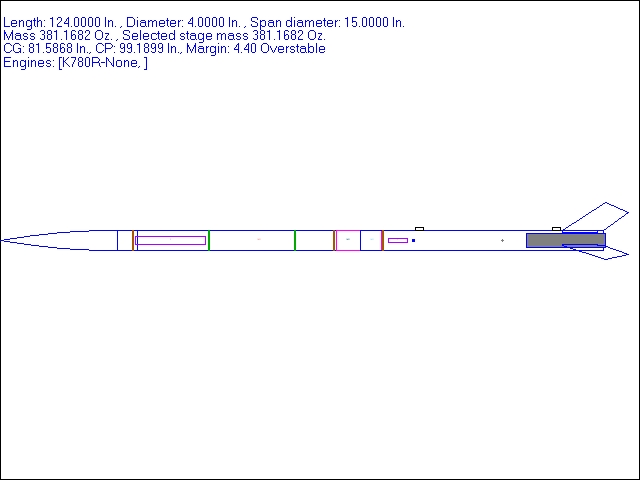 Length: 124.0000 In. , Diameter: 4.0000 In. , Span diameter: 15.0000 In.
Mass 381.1682 Oz. , Selected stage mass 381.1682 Oz.
CG: 81.5868 In., CP: 99.1899 In., Margin: 4.40 Overstable
Engines: [K780R-None, ]